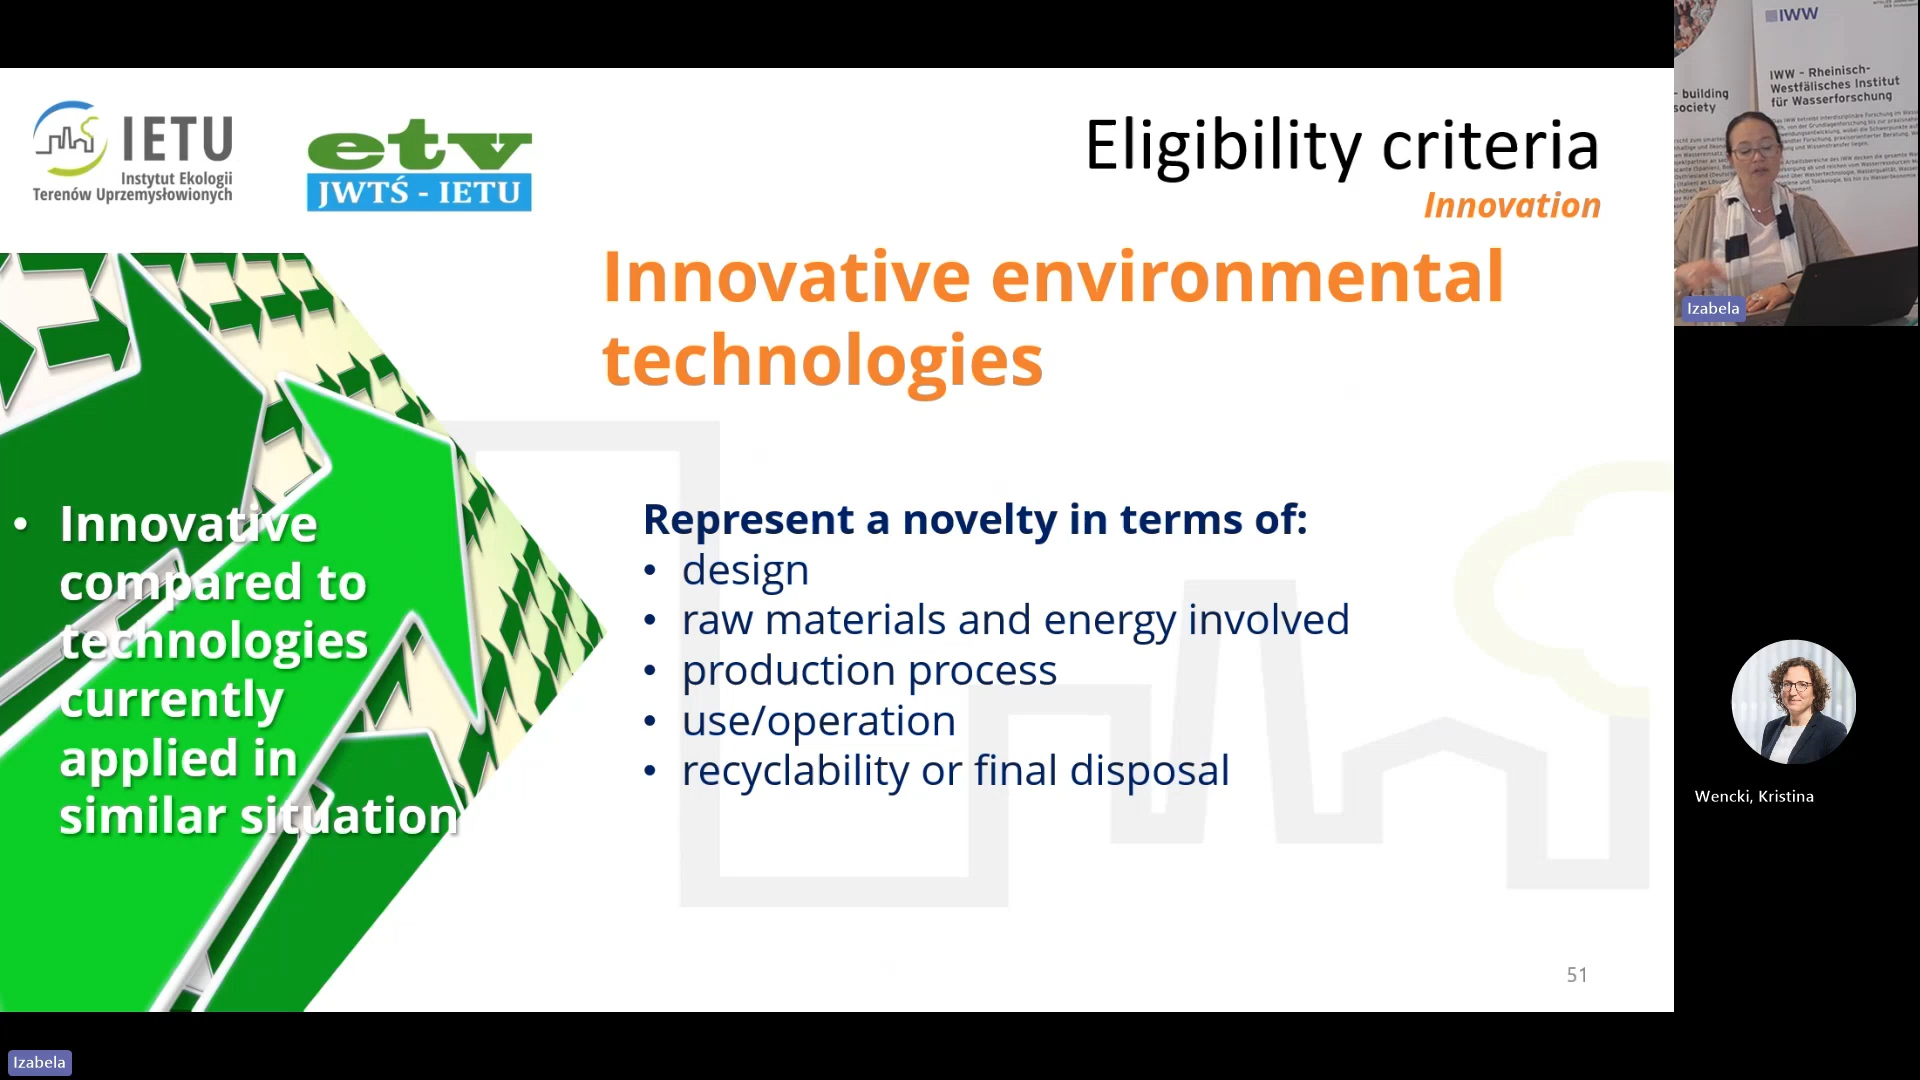 IETU
Instytut Ekologii
Terenów Uprzemysłowionych
etv
JWTŚ - IETU
Eligibility criteria
Innovation
Innovative environmental
technologies
• Innovative
compared to
technologies
currently
applied in
similar situation
Represent a novelty in terms of:
• design
• raw materials and energy involved
• production process
• use/operation
• recyclability or final disposal
51
IWW
building
society
IWW - Rheinisch-
Westfälisches Institut
für Wasserforschung
Izabela
Wencki, Kristina
Izabela